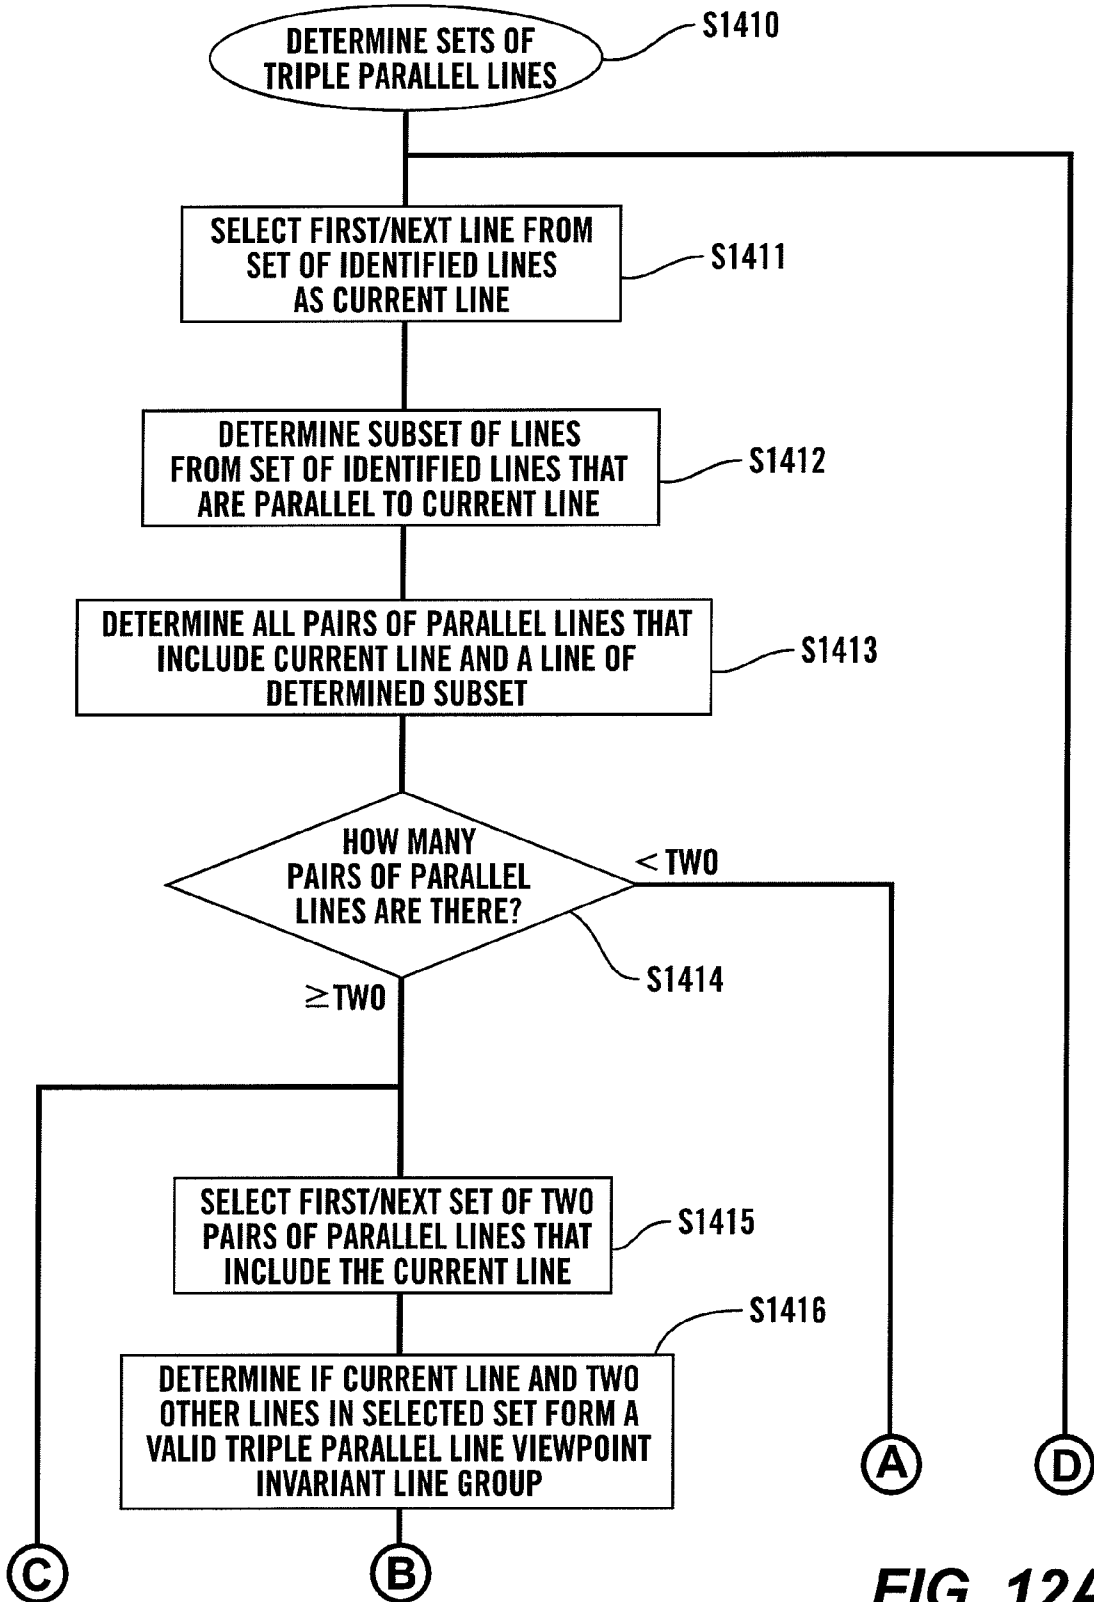 DETERMINE SETS OF
TRIPLE PARALLEL LINES
S1410
SELECT FIRST/NEXT LINE FROM
SET OF IDENTIFIED LINES
AS CURRENT LINE
S1411
DETERMINE SUBSET OF LINES
FROM SET OF IDENTIFIED LINES THAT
ARE PARALLEL TO CURRENT LINE
S1412
DETERMINE ALL PAIRS OF PARALLEL LINES THAT
INCLUDE CURRENT LINE AND A LINE OF
DETERMINED SUBSET
S1413
HOW MANY
PAIRS OF PARALLEL
LINES ARE THERE?
< TWO
S1414
≥ TWO
SELECT FIRST/NEXT SET OF TWO
PAIRS OF PARALLEL LINES THAT
INCLUDE THE CURRENT LINE
S1415
S1416
DETERMINE IF CURRENT LINE AND TWO
OTHER LINES IN SELECTED SET FORM A
VALID TRIPLE PARALLEL LINE VIEWPOINT
INVARIANT LINE GROUP
A
D
C
B
FIG. 12A